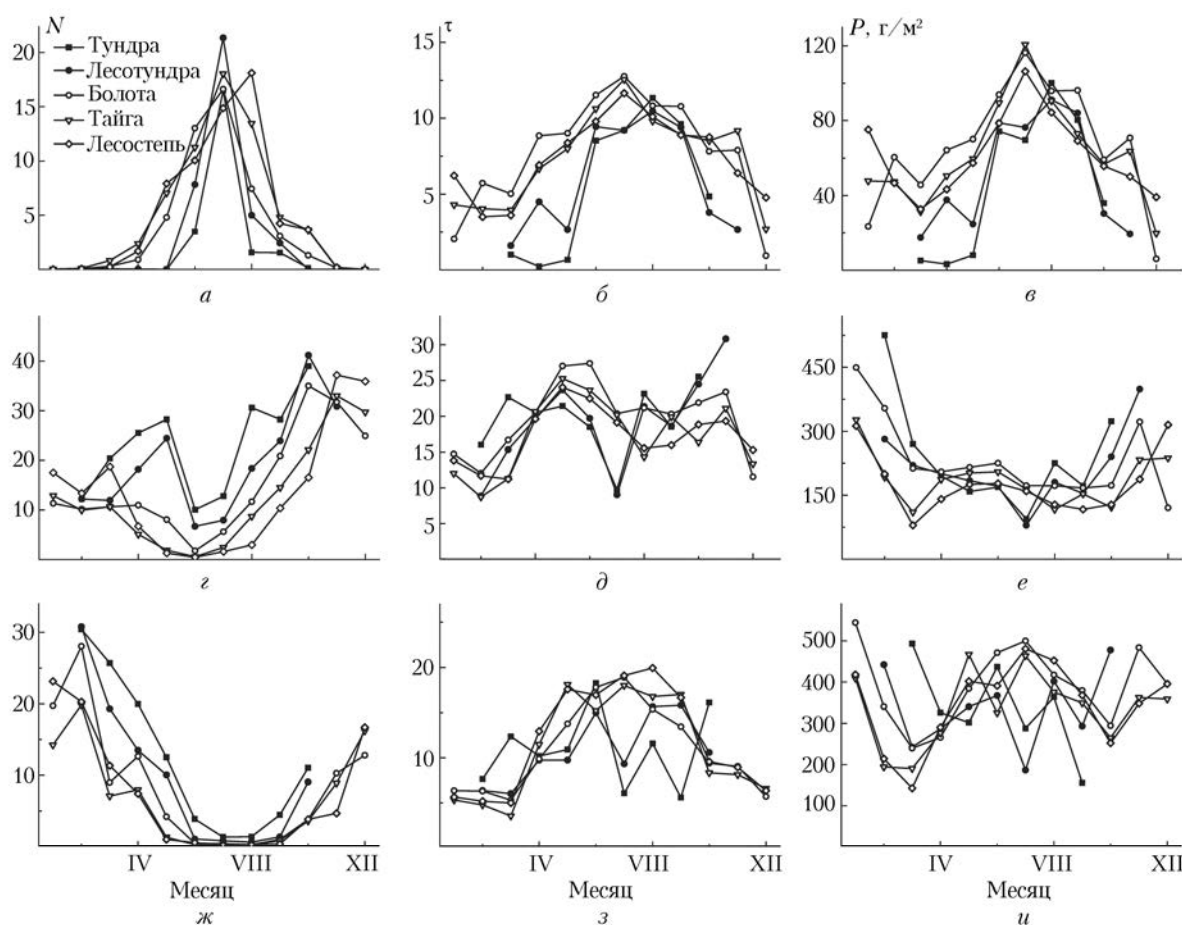 N
20
15
10
5
Тундра
Лесотундра
Болота
Тайга
Лесостепь
а
τ
15
10
5
б
P, г/м²
120
80
40
в
40
30
20
10
г
30
25
20
15
10
5
д
450
300
150
е
30
20
10
IV VIII XII
Месяц
ж
20
10
IV VIII XII
Месяц
з
500
400
300
200
100
IV VIII XII
Месяц
и